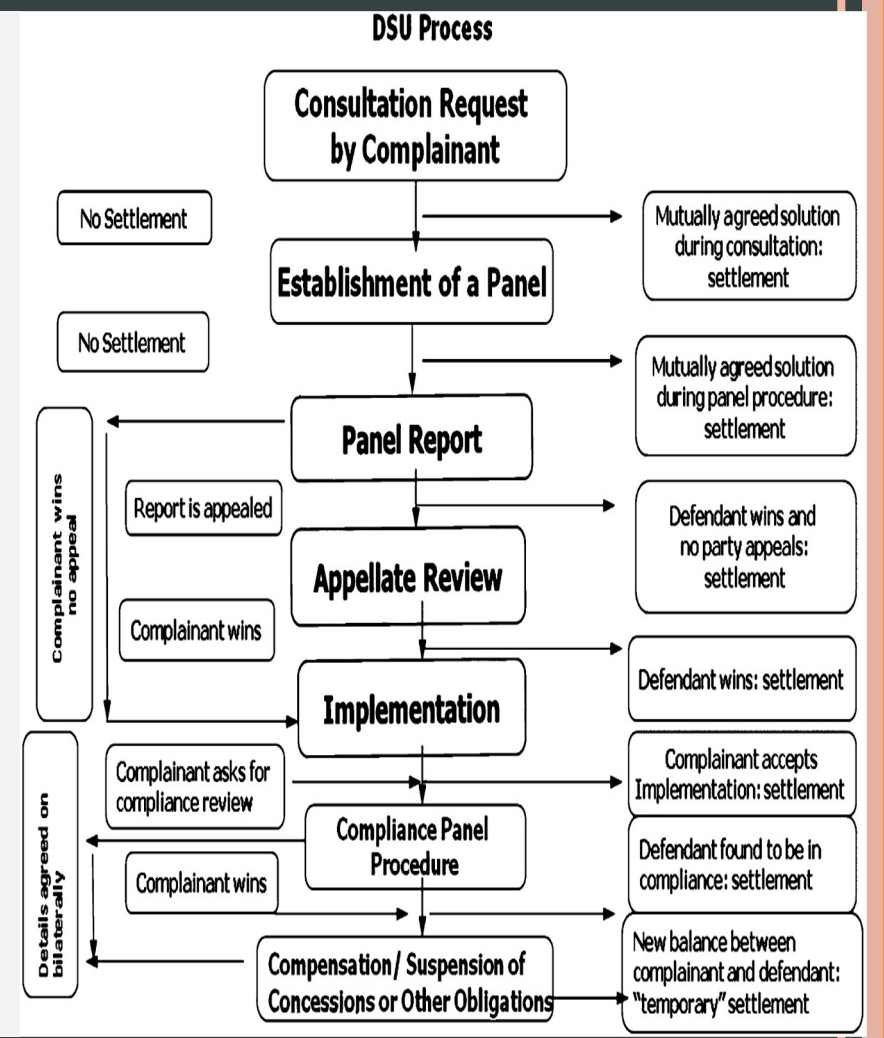 DSU Process
Consultation Request
by Complainant
No Settlement
Mutually agreed solution
during consultation:
settlement
Establishment of a Panel
No Settlement
Mutually agreed solution
during panel procedure:
settlement
Panel Report
Complainant wins
no appeal
Report is appealed
Defendant wins and
no party appeals:
settlement
Appellate Review
Complainant wins
Defendant wins: settlement
Implementation
Complainant asks for
compliance review
Complainant accepts
Implementation: settlement
Compliance Panel
Procedure
Details agreed on
bilaterally
Complainant wins
Defendant found to be in
compliance: settlement
Compensation/ Suspension of
Concessions or Other Obligations
New balance between
complainant and defendant:
"temporary" settlement